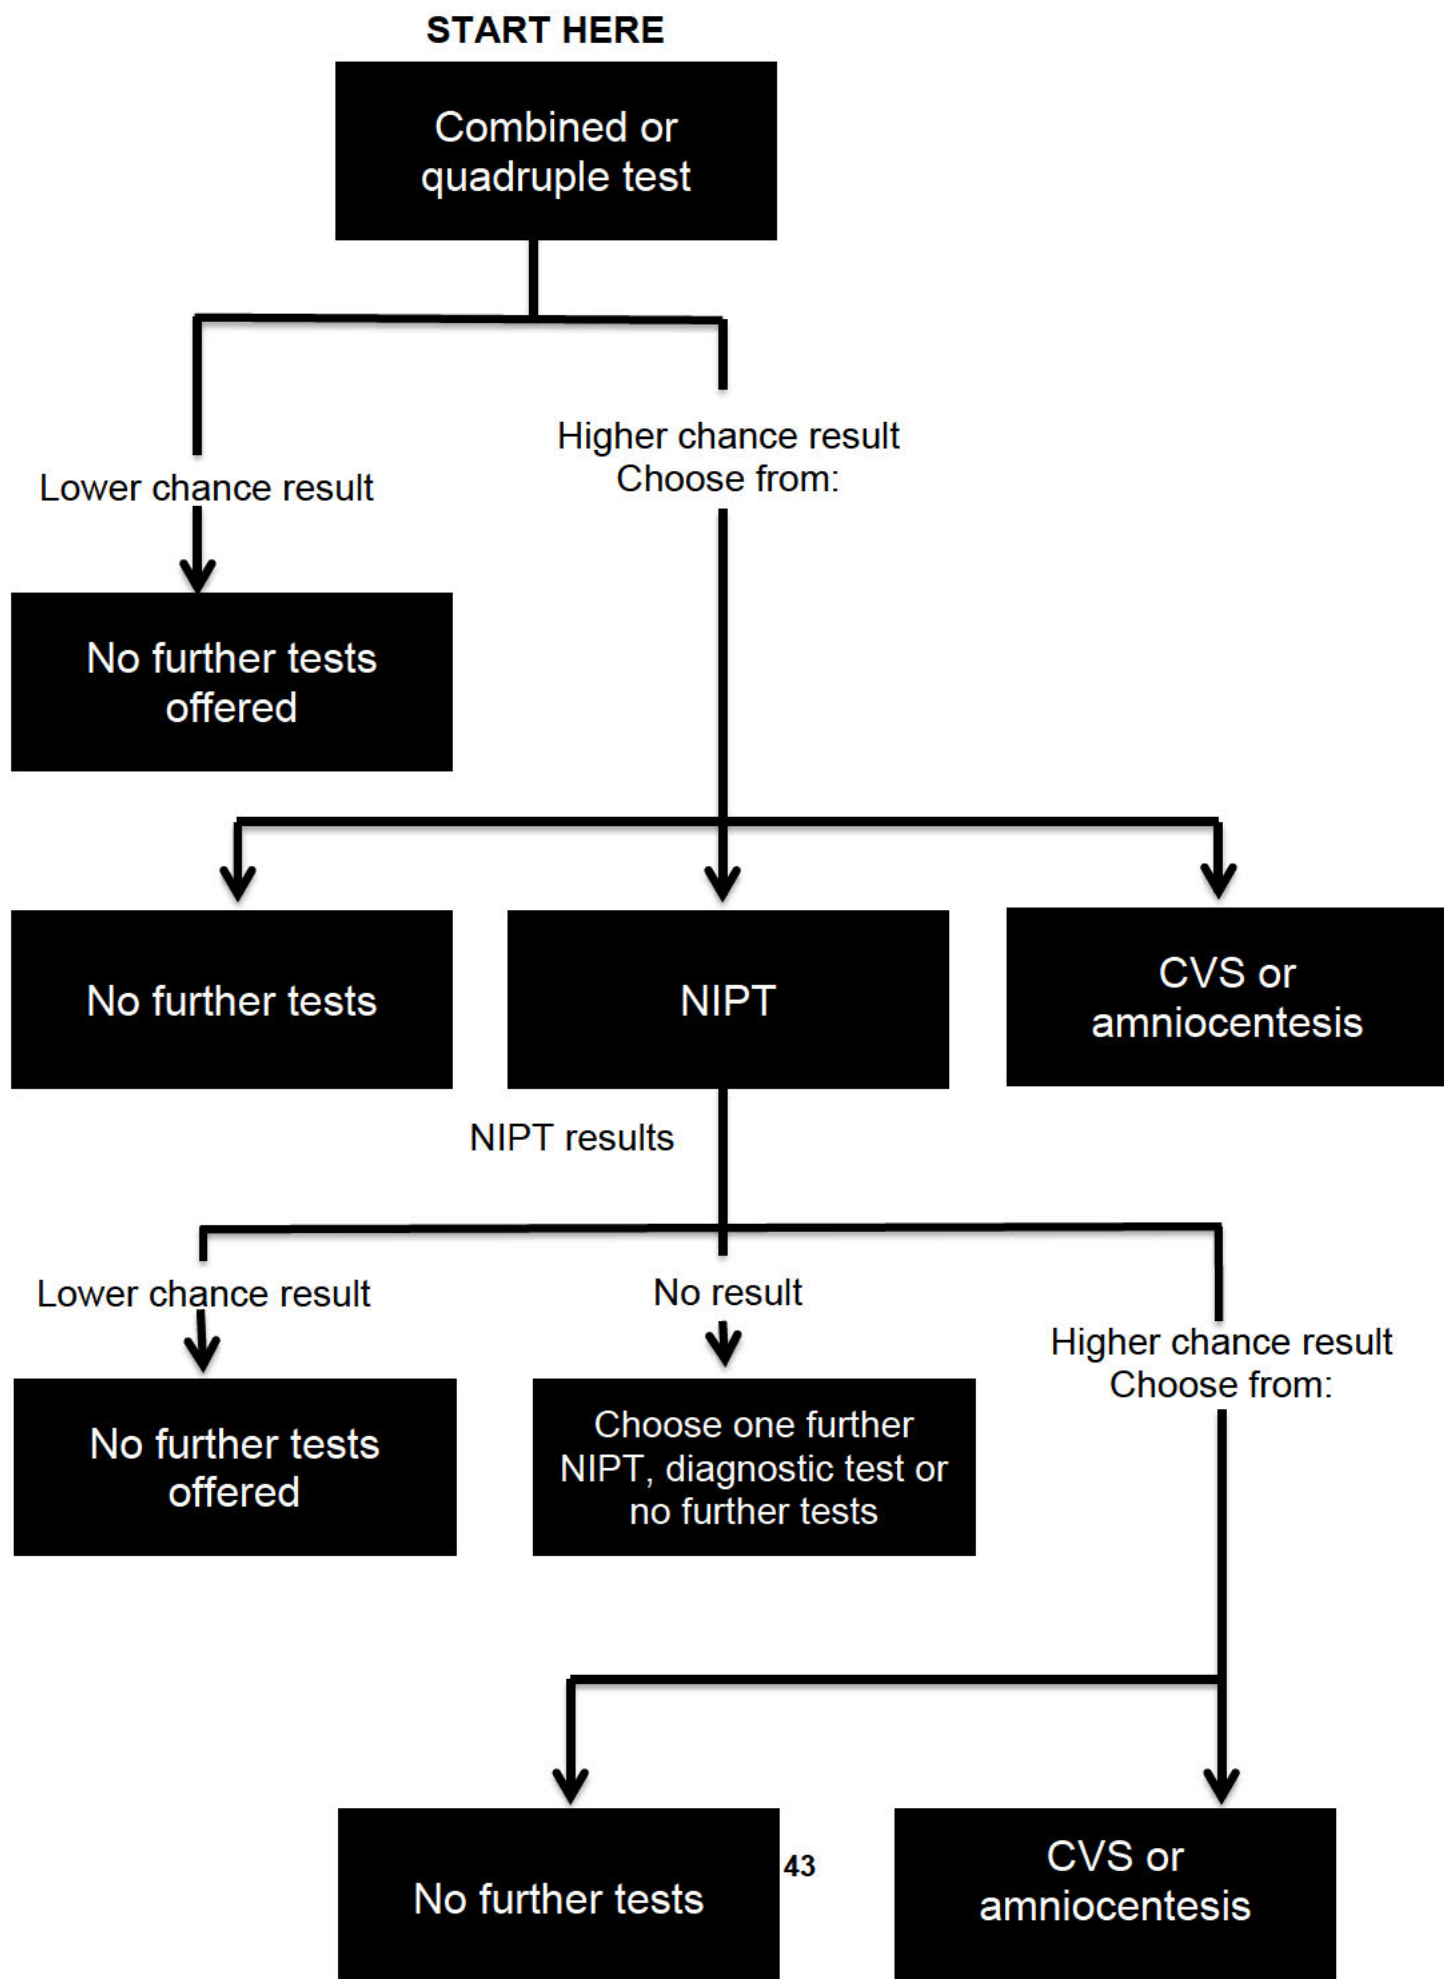 START HERE
Combined or
quadruple test
Higher chance result
Choose from:
Lower chance result
No further tests
offered
No further tests
NIPT
CVS or
amniocentesis
NIPT results
Lower chance result
No result
Higher chance result
Choose from:
No further tests
offered
Choose one further
NIPT, diagnostic test or
no further tests
No further tests
43
CVS or
amniocentesis